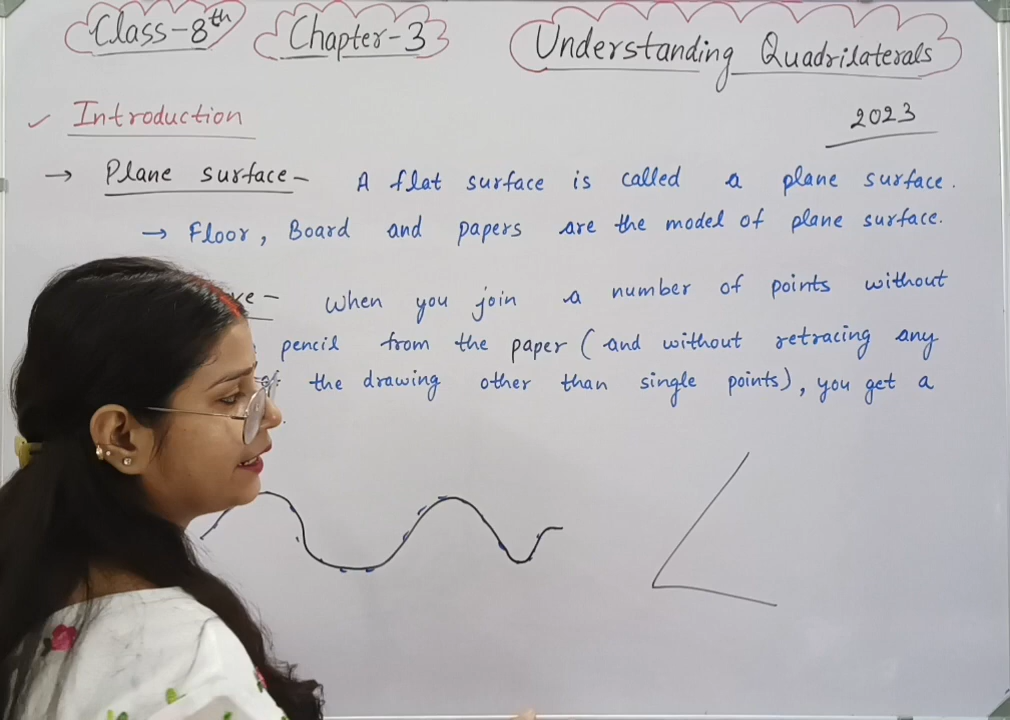 Class-8th Chapter-3 Understanding Quadrilaterals
✓ Introduction
2023
→ Plane surface - A flat surface is called a plane surface.
→ Floor, Board and papers are the model of plane surface.
ve - When you join a number of points without
pencil from the paper (and without retracing any
of the drawing other than single points), you get a